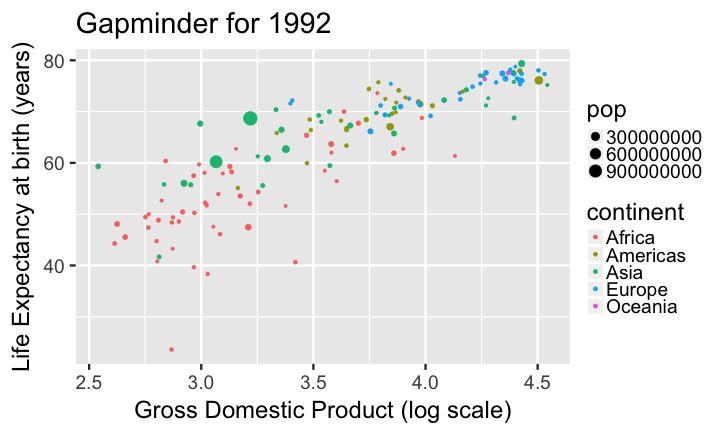 Gapminder for 1992
Life Expectancy at birth (years)
80
60
40
2.5 3.0 3.5 4.0 4.5
Gross Domestic Product (log scale)
pop
300000000
600000000
900000000
continent
Africa
Americas
Asia
Europe
Oceania